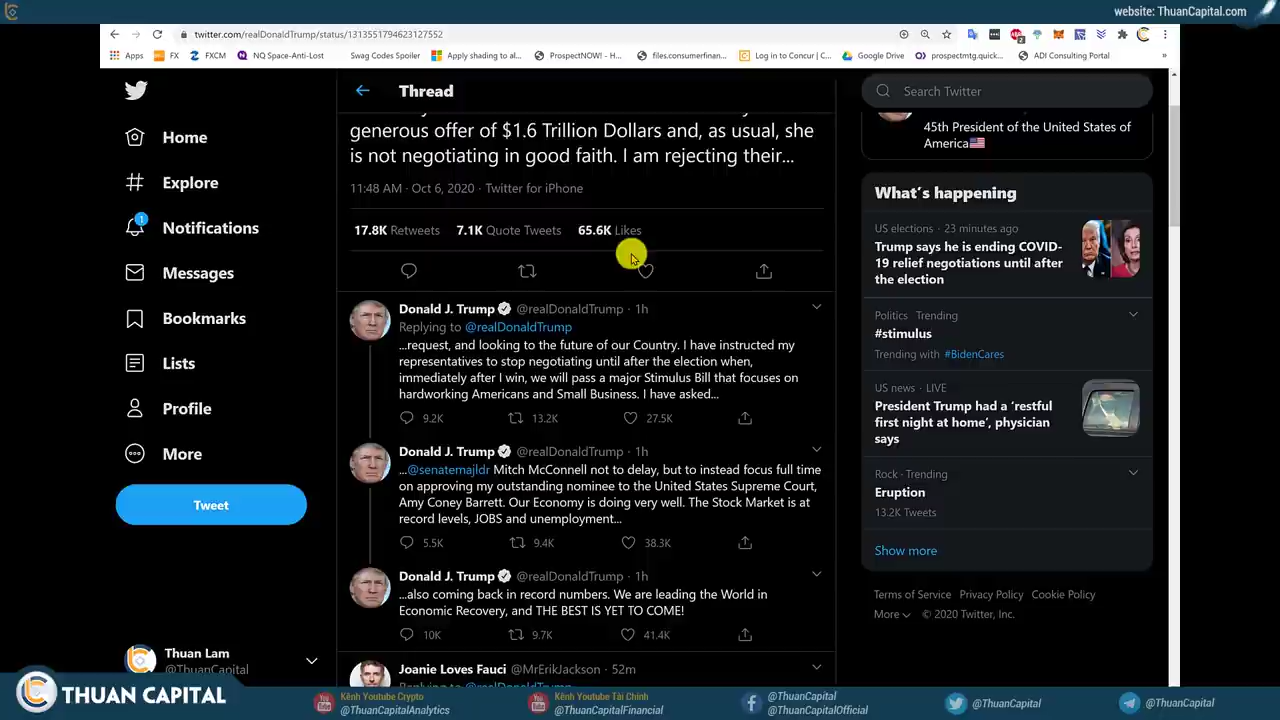 website: ThuanCapital.com
twitter.com/realDonaldTrump/status/1313551794623127552
Apps
FX
FXCM
NQ Space-Anti-Lost
Swag Codes Spoiler
Apply shading to al...
ProspectNOW! - H...
files.consumerfinan...
Log in to Concur | C...
Google Drive
prospectmtg.quick...
ADI Consulting Portal
»
Home
Explore
1
Notifications
Messages
Bookmarks
Lists
Profile
More
Tweet
Thuan Lam
@ThuanCapital
Thread
generous offer of $1.6 Trillion Dollars and, as usual, she
is not negotiating in good faith. I am rejecting their...
11:48 AM · Oct 6, 2020 · Twitter for iPhone
17.8K Retweets 7.1K Quote Tweets 65.6K Likes
Donald J. Trump @realDonaldTrump · 1h
Replying to @realDonaldTrump
...request, and looking to the future of our Country. I have instructed my
representatives to stop negotiating until after the election when,
immediately after I win, we will pass a major Stimulus Bill that focuses on
hardworking Americans and Small Business. I have asked...
9.2K 13.2K 27.5K
Donald J. Trump @realDonaldTrump · 1h
...@senatemajldr Mitch McConnell not to delay, but to instead focus full time
on approving my outstanding nominee to the United States Supreme Court,
Amy Coney Barrett. Our Economy is doing very well. The Stock Market is at
record levels, JOBS and unemployment...
5.5K 9.4K 38.3K
Donald J. Trump @realDonaldTrump · 1h
...also coming back in record numbers. We are leading the World in
Economic Recovery, and THE BEST IS YET TO COME!
10K 9.7K 41.4K
Joanie Loves Fauci @MrErikJackson · 52m
Replying to @realDonaldTrump
Search Twitter
45th President of the United States of
America🇺🇸
What's happening
US elections · 23 minutes ago
Trump says he is ending COVID-
19 relief negotiations until after
the election
Politics · Trending
#stimulus
Trending with #BidenCares
US news · LIVE
President Trump had a 'restful
first night at home', physician
says
Rock · Trending
Eruption
13.2K Tweets
Show more
Terms of Service Privacy Policy Cookie Policy
More © 2020 Twitter, Inc.
THUAN CAPITAL
Kênh Youtube Crypto
@ThuanCapitalAnalytics
Kênh Youtube Tài Chính
@ThuanCapitalFinancial
@ThuanCapital
@ThuanCapitalOfficial
@ThuanCapital
@ThuanCapital